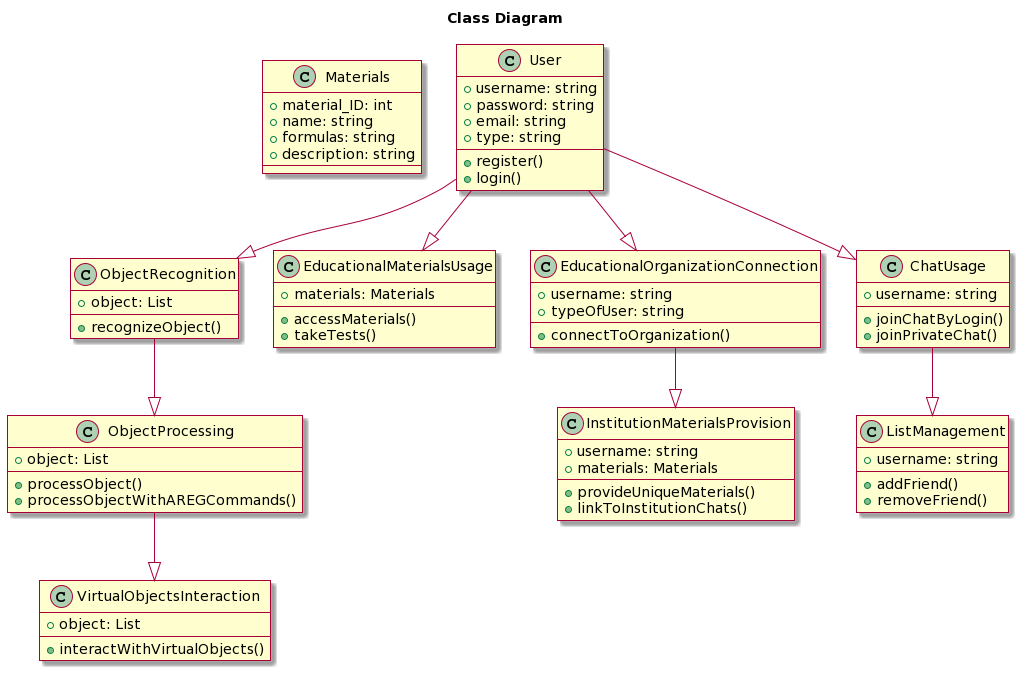 Class Diagram
C Materials
material_ID: int
name: string
formulas: string
description: string
C User
username: string
password: string
email: string
type: string
register()
login()
C ObjectRecognition
object: List
recognizeObject()
C EducationalMaterialsUsage
materials: Materials
accessMaterials()
takeTests()
C EducationalOrganizationConnection
username: string
typeOfUser: string
connectToOrganization()
C ChatUsage
username: string
joinChatByLogin()
joinPrivateChat()
C ObjectProcessing
object: List
processObject()
processObjectWithAREGCommands()
C InstitutionMaterialsProvision
username: string
materials: Materials
provideUniqueMaterials()
linkToInstitutionChats()
C ListManagement
username: string
addFriend()
removeFriend()
C VirtualObjectsInteraction
object: List
interactWithVirtualObjects()